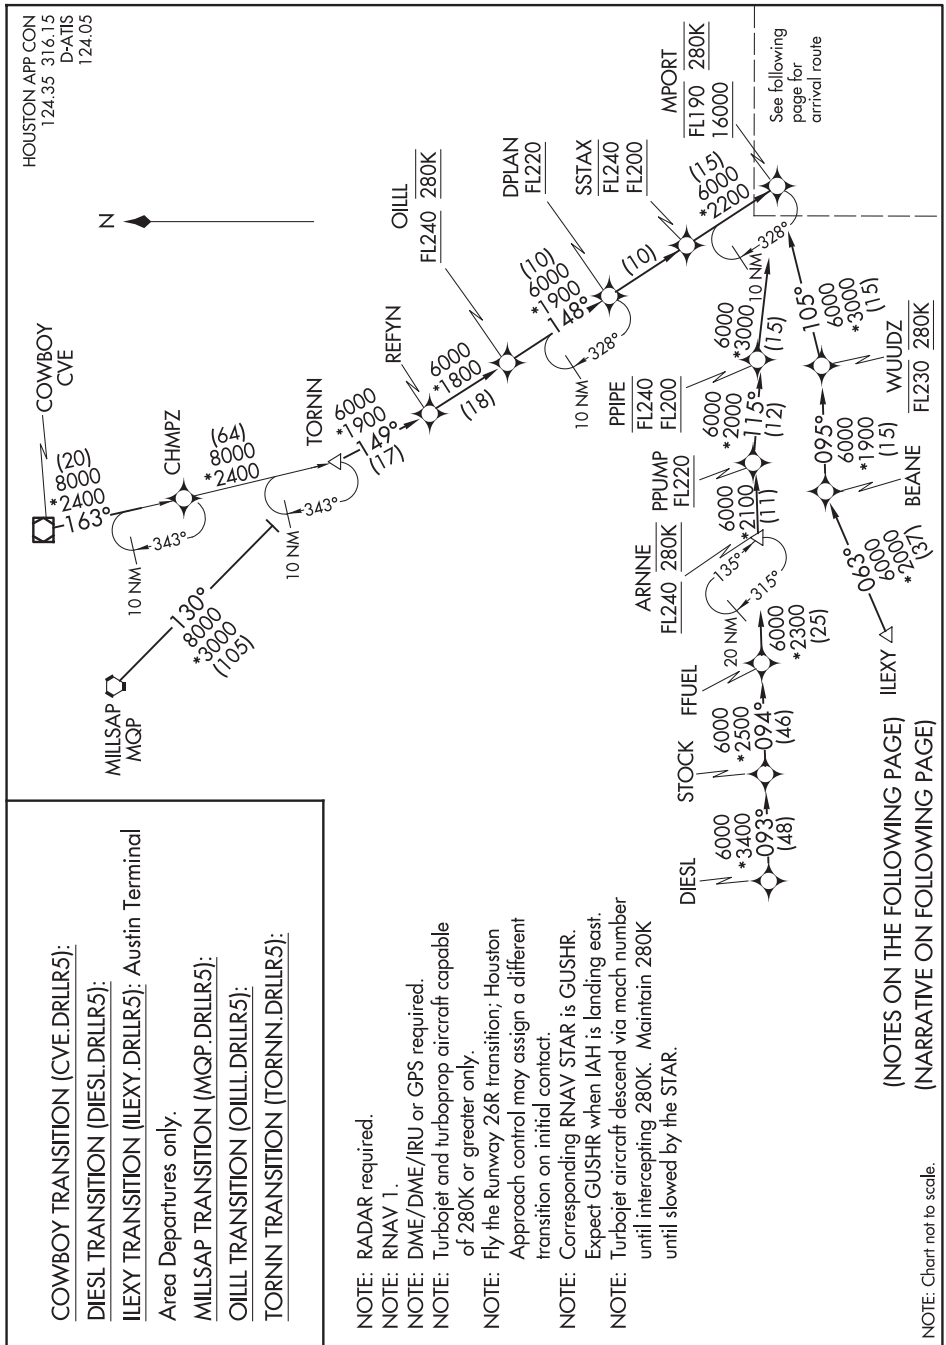 HOUSTON APP CON
124.35 316.15
D-ATIS
124.05
N
COWBOY
CVE
(20)
8000
*2400
163°
343°
10 NM
CHMPZ
(64)
8000
*2400
TORNN
343°
10 NM
MILLSAP
MQP
130°
8000
*3000
(105)
6000
*1900
149°
(17)
REFYN
6000
*1800
(18)
OILLL
FL240 280K
(10)
6000
*1900
148°
328°
10 NM
DPLAN
FL220
(10)
SSTAX
FL240
FL200
(15)
6000
*2200
328°
10 NM
MPORT
FL190 280K
16000
See following
page for
arrival route
DIESL
6000
*3400
093°
(48)
STOCK
6000
*2500
094°
(46)
FFUEL
6000
*2300
(25)
20 NM
135°
315°
ARNNE
FL240 280K
6000
*2100
(11)
PPUMP
FL220
6000
*2000
115°
(12)
PPIPE
FL240
FL200
6000
*3000
(15)
ILEXY
063°
6000
*2000
(37)
BEANE
095°
6000
*1900
(15)
WUUDZ
FL230 280K
105°
6000
*3000
(15)
COWBOY TRANSITION (CVE.DRLLR5):
DIESL TRANSITION (DIESL.DRLLR5):
ILEXY TRANSITION (ILEXY.DRLLR5): Austin Terminal
Area Departures only.
MILLSAP TRANSITION (MQP.DRLLR5):
OILLL TRANSITION (OILLL.DRLLR5):
TORNN TRANSITION (TORNN.DRLLR5):
NOTE: RADAR required.
NOTE: RNAV 1.
NOTE: DME/DME/IRU or GPS required.
NOTE: Turbojet and turboprop aircraft capable
of 280K or greater only.
NOTE: Fly the Runway 26R transition; Houston
Approach control may assign a different
transition on initial contact.
NOTE: Corresponding RNAV STAR is GUSHR.
Expect GUSHR when IAH is landing east.
NOTE: Turbojet aircraft descend via mach number
until intercepting 280K. Maintain 280K
until slowed by the STAR.
(NOTES ON THE FOLLOWING PAGE)
(NARRATIVE ON FOLLOWING PAGE)
NOTE: Chart not to scale.